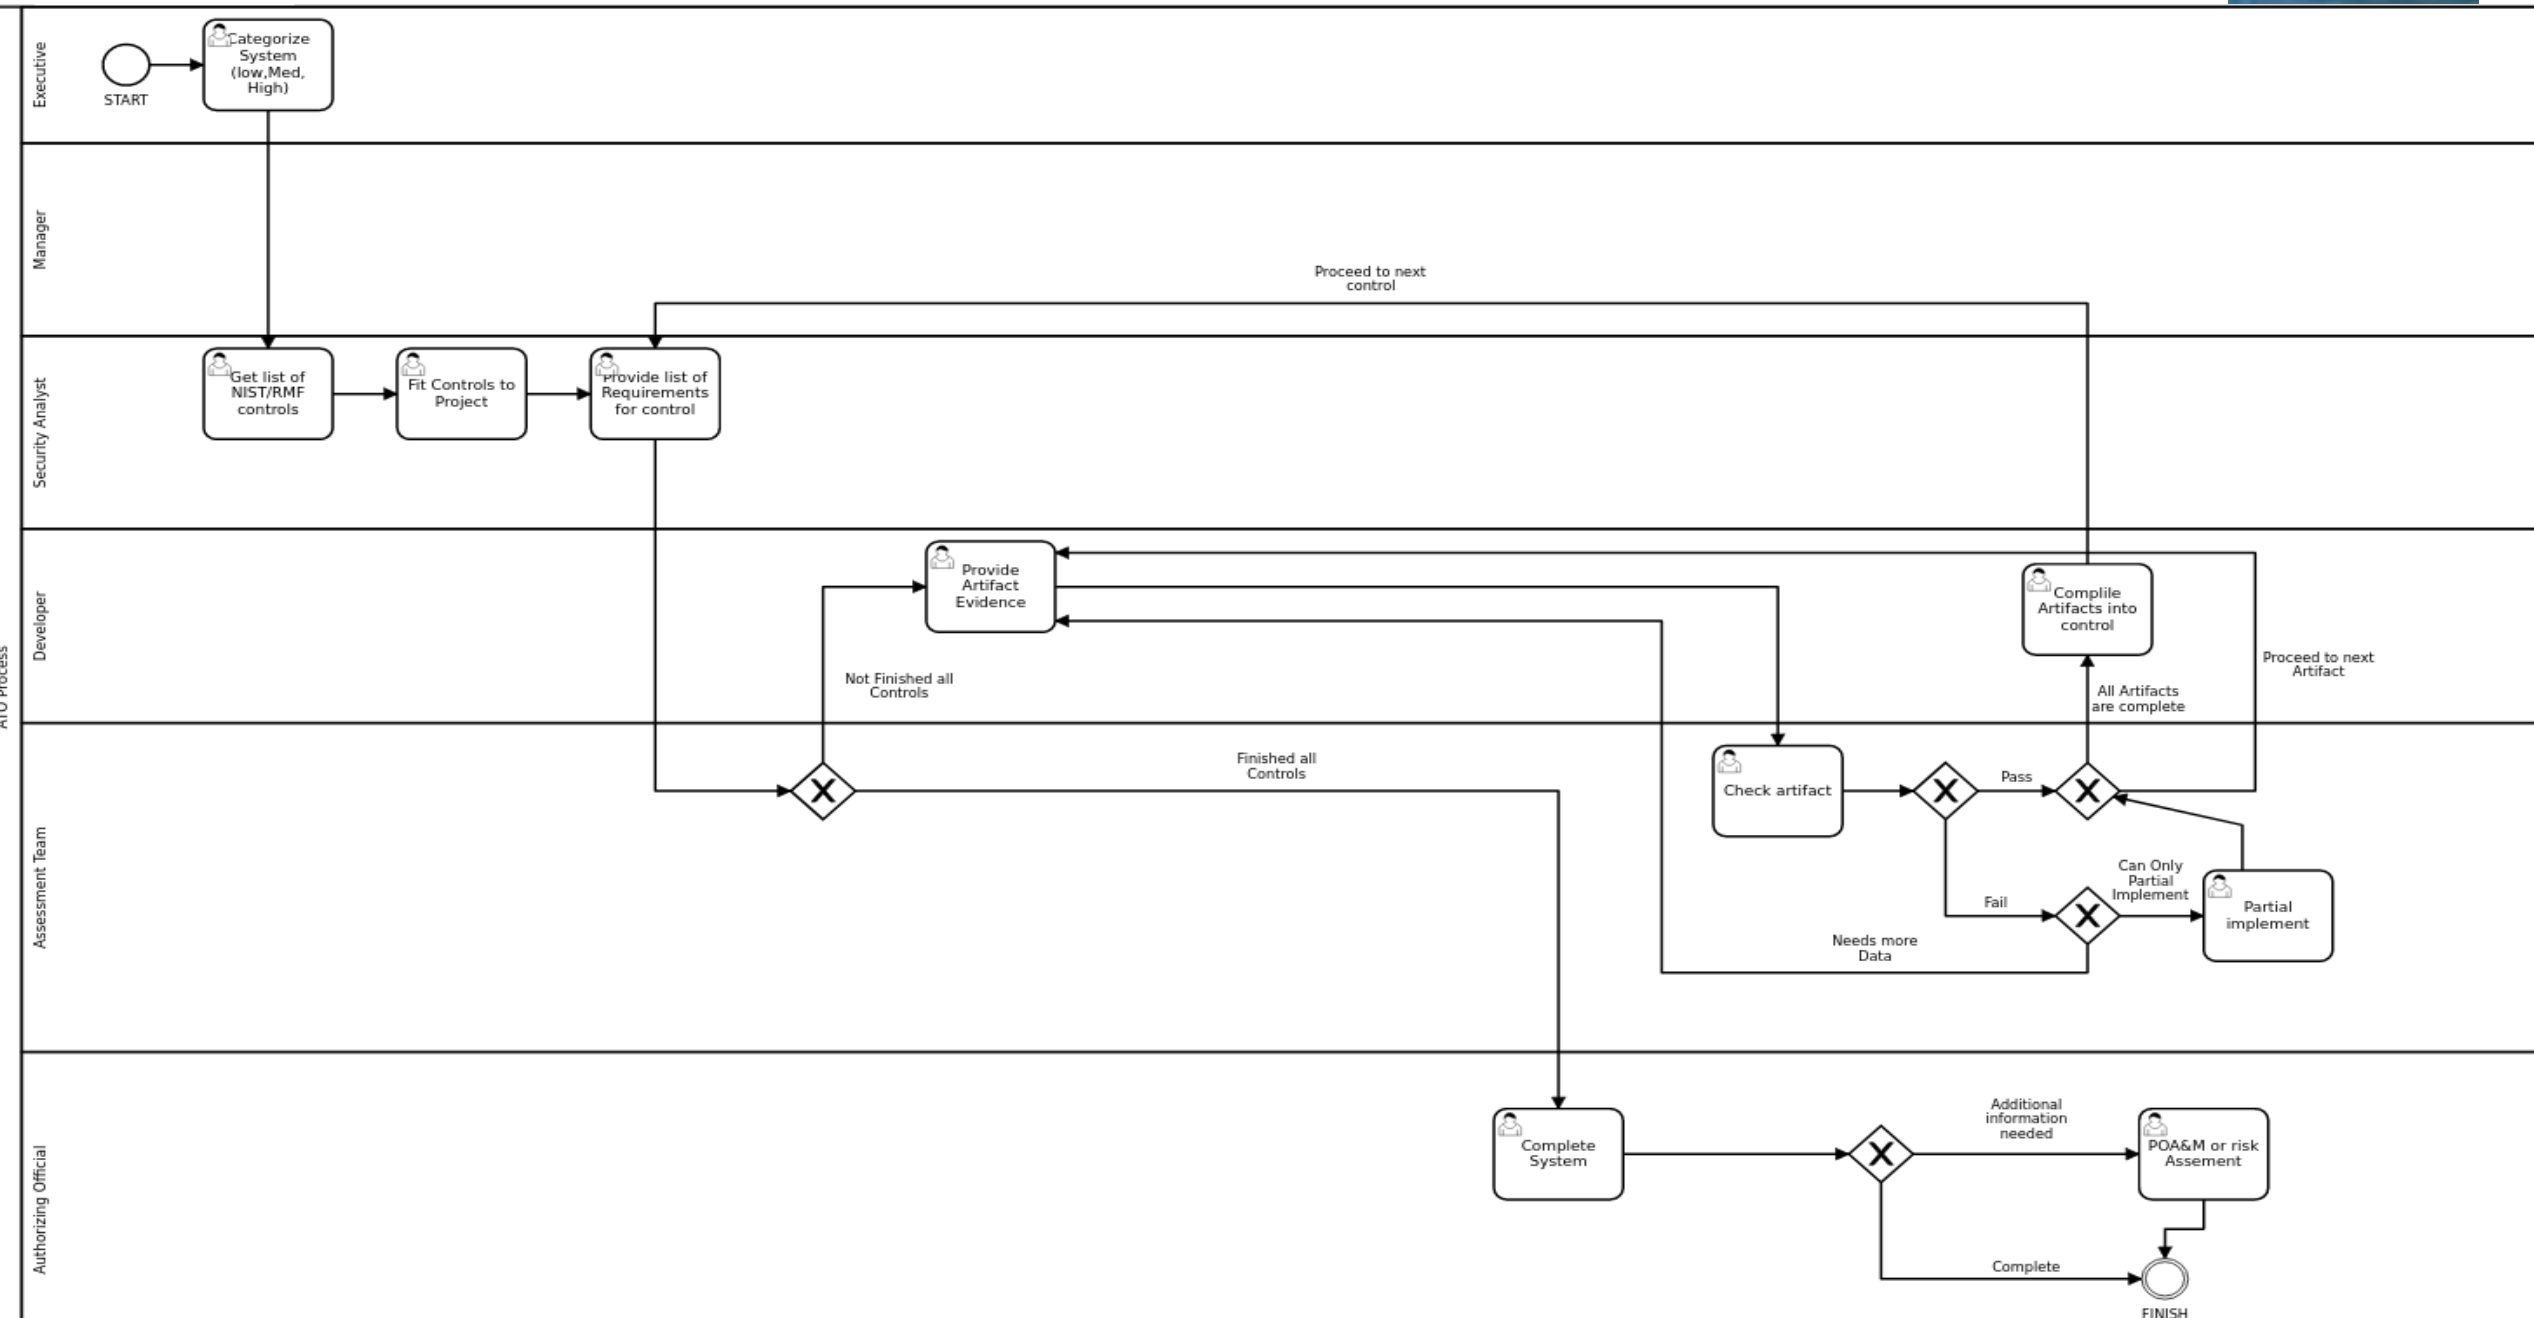 ATO Process
Executive
START
Categorize
System
(low,Med,
High)
Manager
Proceed to next
control
Security Analyst
Get list of
NIST/RMF
controls
Fit Controls to
Project
Provide list of
Requirements
for control
Developer
Provide
Artifact
Evidence
Not Finished all
Controls
Complile
Artifacts into
control
All Artifacts
are complete
Proceed to next
Artifact
Assessment Team
Finished all
Controls
Check artifact
Pass
Fail
Can Only
Partial
Implement
Partial
implement
Needs more
Data
Authorizing Official
Complete
System
Additional
information
needed
POA&M or risk
Assement
Complete
FINISH